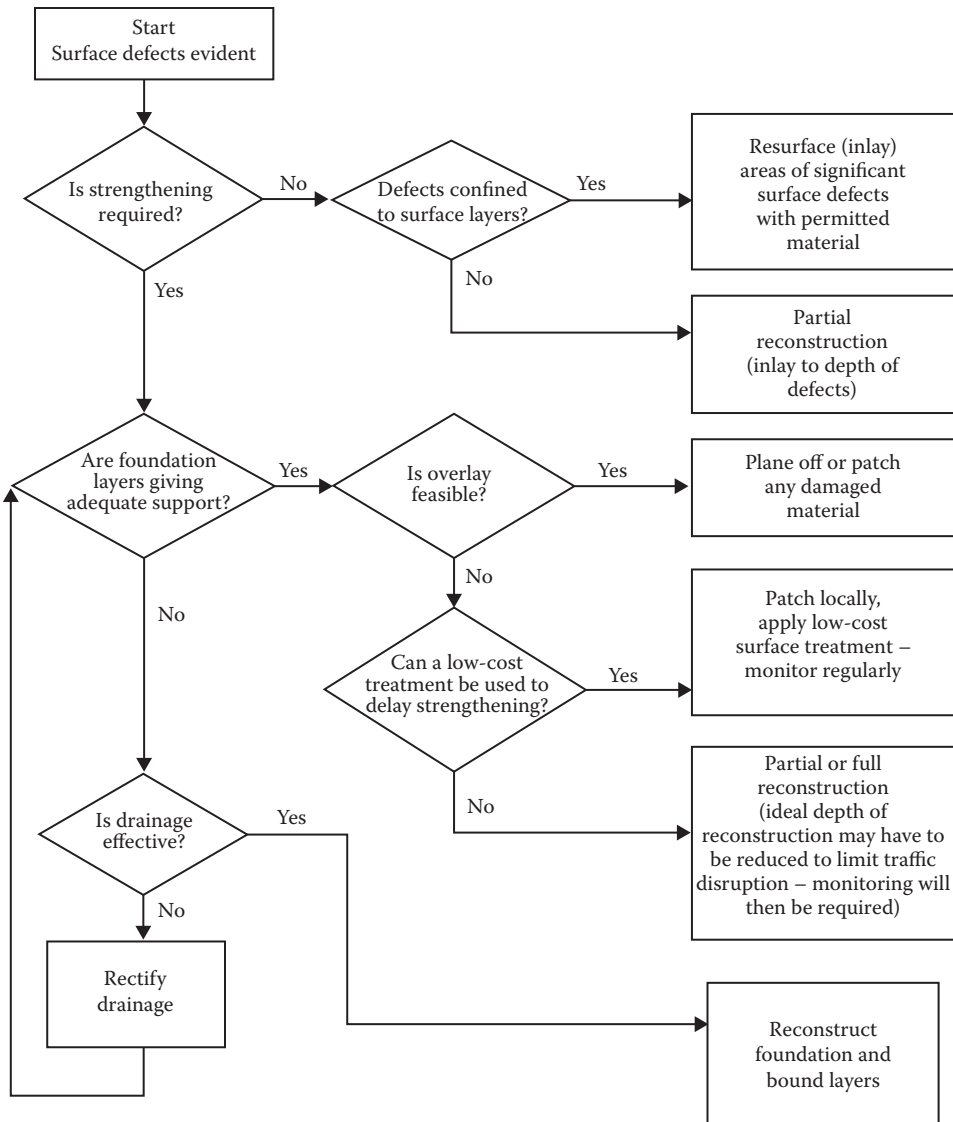 Start
Surface defects evident
Is strengthening
required?
No
Defects confined
to surface layers?
Yes
Resurface (inlay)
areas of significant
surface defects
with permitted
material
No
Yes
Partial
reconstruction
(inlay to depth of
defects)
Are foundation
layers giving
adequate support?
Yes
Is overlay
feasible?
Yes
Plane off or patch
any damaged
material
No
No
Can a low-cost
treatment be used to
delay strengthening?
Yes
Patch locally,
apply low-cost
surface treatment –
monitor regularly
No
Partial or full
reconstruction
(ideal depth of
reconstruction may have to
be reduced to limit traffic
disruption – monitoring will
then be required)
Is drainage
effective?
Yes
No
Rectify
drainage
Reconstruct
foundation and
bound layers